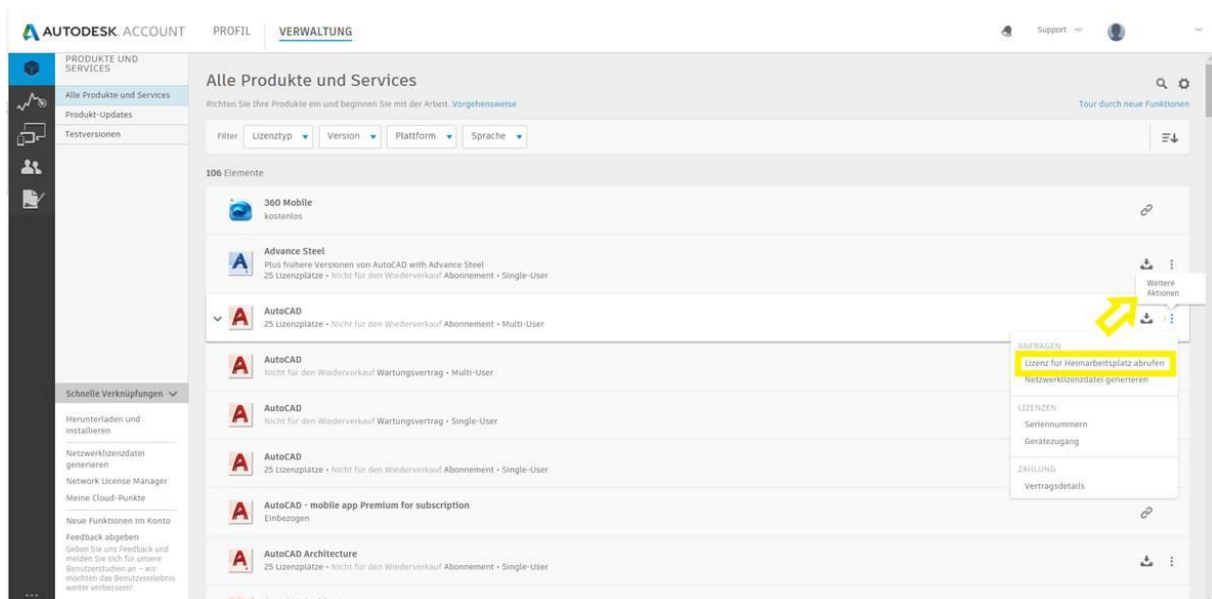 AUTODESK. ACCOUNT
PROFIL
VERWALTUNG
Support
PRODUKTE UND
SERVICES
Alle Produkte und Services
Produkt-Updates
Testversionen
Schnelle Verknüpfungen
Herunterladen und
installieren
Netzwerklizenzdatei
generieren
Network License Manager
Meine Cloud-Punkte
Neue Funktionen im Konto
Feedback abgeben
Geben Sie uns Feedback und
melden Sie sich für unsere
Benutzerstudien an – wir
möchten das Benutzererlebnis
weiter verbessern!
Alle Produkte und Services
Richten Sie Ihre Produkte ein und beginnen Sie mit der Arbeit. Vorgehensweise
Tour durch neue Funktionen
Filter Lizenztyp Version Plattform Sprache
106 Elemente
360 Mobile
kostenlos
Advance Steel
Plus frühere Versionen von AutoCAD with Advance Steel
25 Lizenzplätze • Nicht für den Wiederverkauf Abonnement • Single-User
Weitere
Aktionen
AutoCAD
25 Lizenzplätze • Nicht für den Wiederverkauf Abonnement • Multi-User
ANFRAGEN
Lizenz für Heimarbeitsplatz abrufen
Netzwerklizenzdatei generieren
LIZENZEN
Seriennummern
Gerätezugang
ZAHLUNG
Vertragsdetails
AutoCAD
Nicht für den Wiederverkauf Wartungsvertrag • Multi-User
AutoCAD
Nicht für den Wiederverkauf Wartungsvertrag • Single-User
AutoCAD
25 Lizenzplätze • Nicht für den Wiederverkauf Abonnement • Single-User
AutoCAD - mobile app Premium for subscription
Einbezogen
AutoCAD Architecture
25 Lizenzplätze • Nicht für den Wiederverkauf Abonnement • Single-User